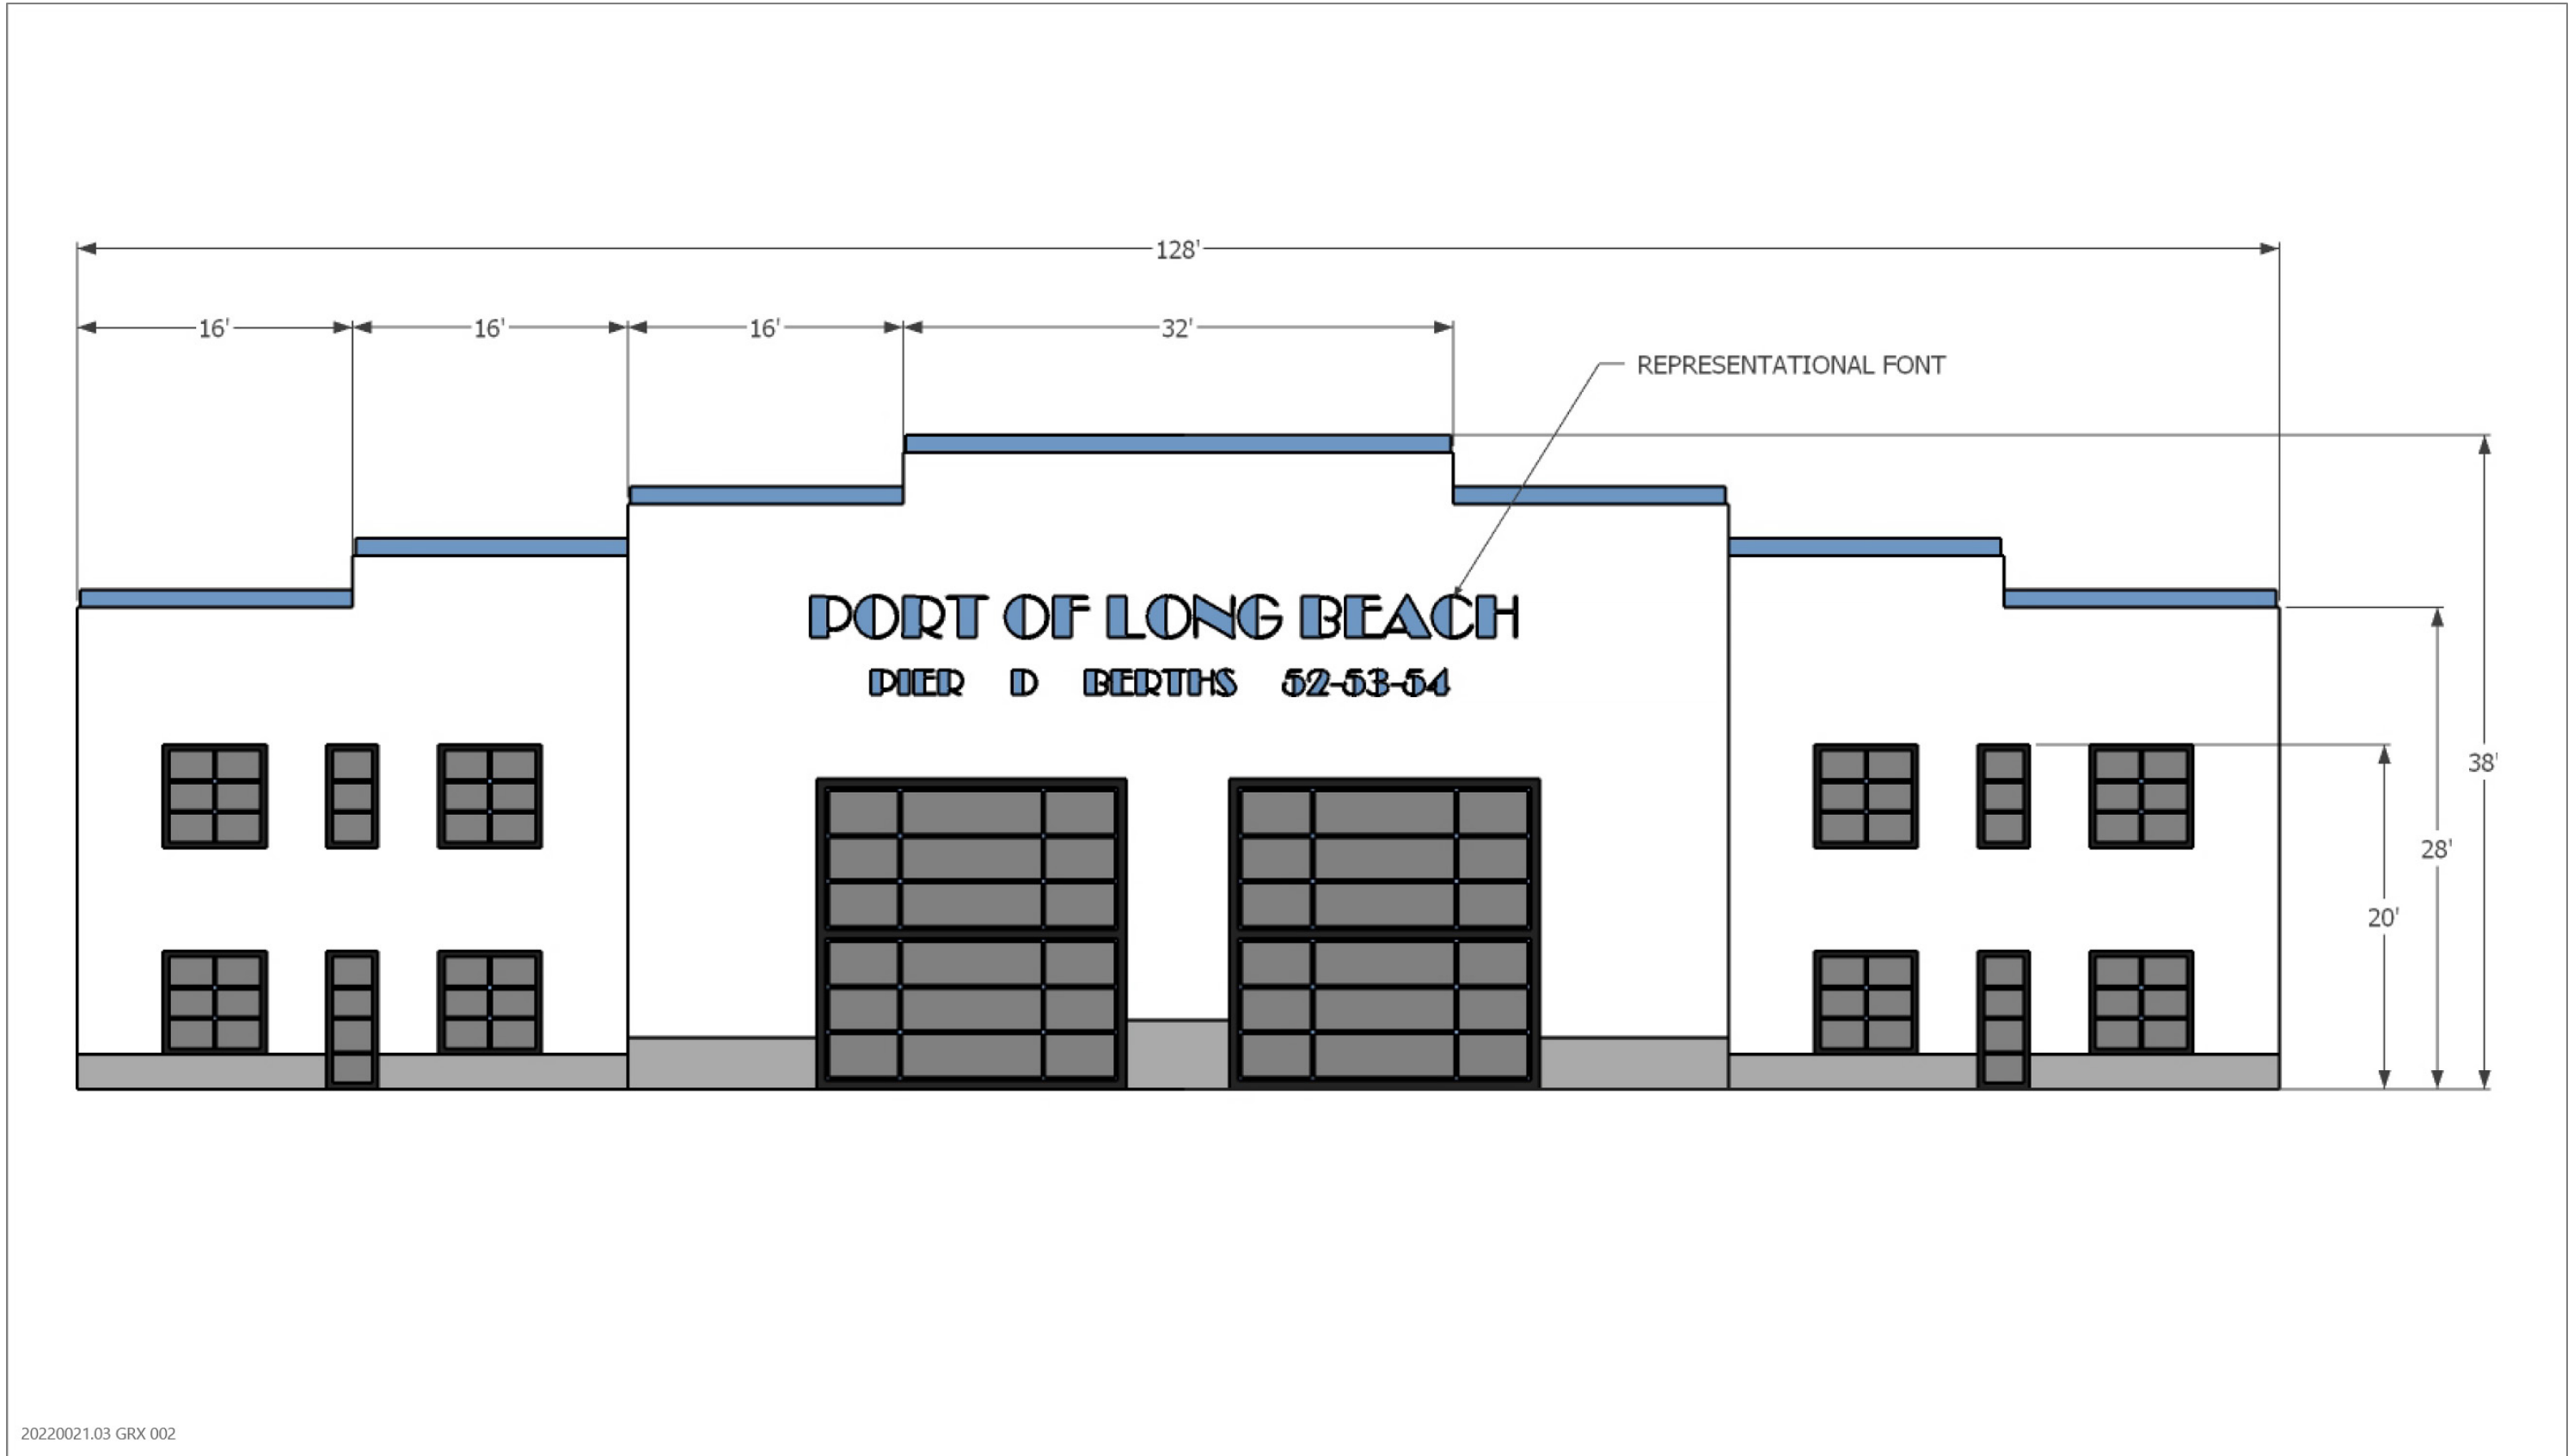 128'
16' 16' 16' 32'
REPRESENTATIONAL FONT
PORT OF LONG BEACH
PIER D BERTHS 52-53-54
38'
28'
20'
20220021.03 GRX 002